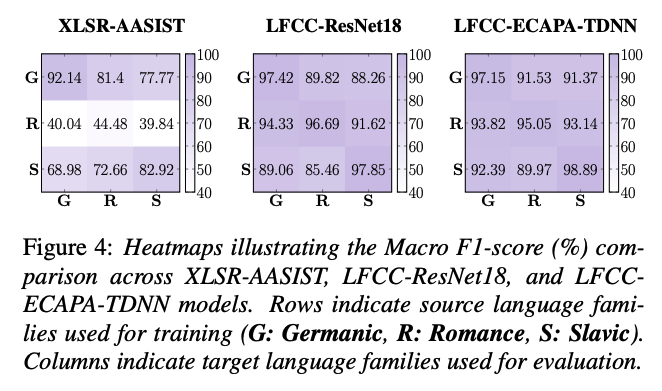 XLSR-AASIST LFCC-ResNet18 LFCC-ECAPA-TDNN
G 92.14 81.4 77.77 100 G 97.42 89.82 88.26 100 G 97.15 91.53 91.37 100
90 90 90
80 80 80
R 40.04 44.48 39.84 70 R 94.33 96.69 91.62 70 R 93.82 95.05 93.14 70
60 60 60
S 68.98 72.66 82.92 50 S 89.06 85.46 97.85 50 S 92.39 89.97 98.89 50
40 40 40
G R S G R S G R S
Figure 4: Heatmaps illustrating the Macro F1-score (%) com-
parison across XLSR-AASIST, LFCC-ResNet18, and LFCC-
ECAPA-TDNN models. Rows indicate source language fami-
lies used for training (G: Germanic, R: Romance, S: Slavic).
Columns indicate target language families used for evaluation.